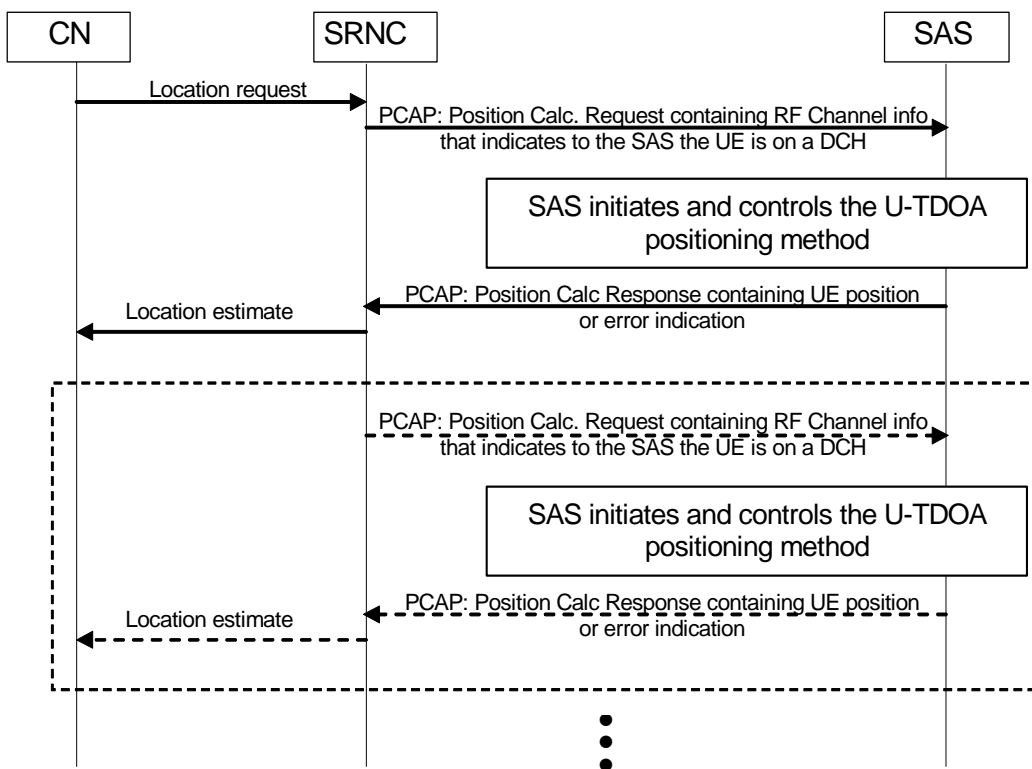 CN
SRNC
SAS
Location request
PCAP: Position Calc. Request containing RF Channel info
that indicates to the SAS the UE is on a DCH
SAS initiates and controls the U-TDOA
positioning method
PCAP: Position Calc Response containing UE position
or error indication
Location estimate
PCAP: Position Calc. Request containing RF Channel info
that indicates to the SAS the UE is on a DCH
SAS initiates and controls the U-TDOA
positioning method
PCAP: Position Calc Response containing UE position
or error indication
Location estimate